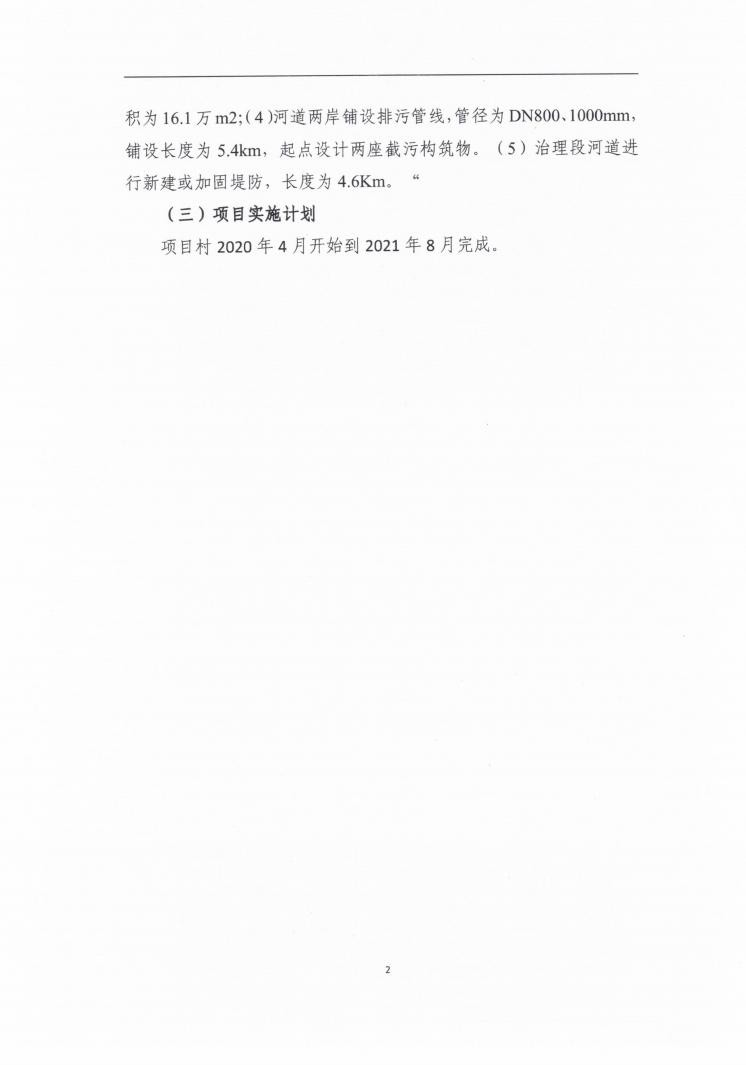 积为 16.1 万 m2;(4)河道两岸铺设排污管线,管径为 DN800、1000mm,
铺设长度为 5.4km，起点设计两座截污构筑物。（5）治理段河道进
行新建或加固堤防，长度为 4.6Km。“
（三）项目实施计划
项目村 2020 年 4 月开始到 2021 年 8 月完成。
2